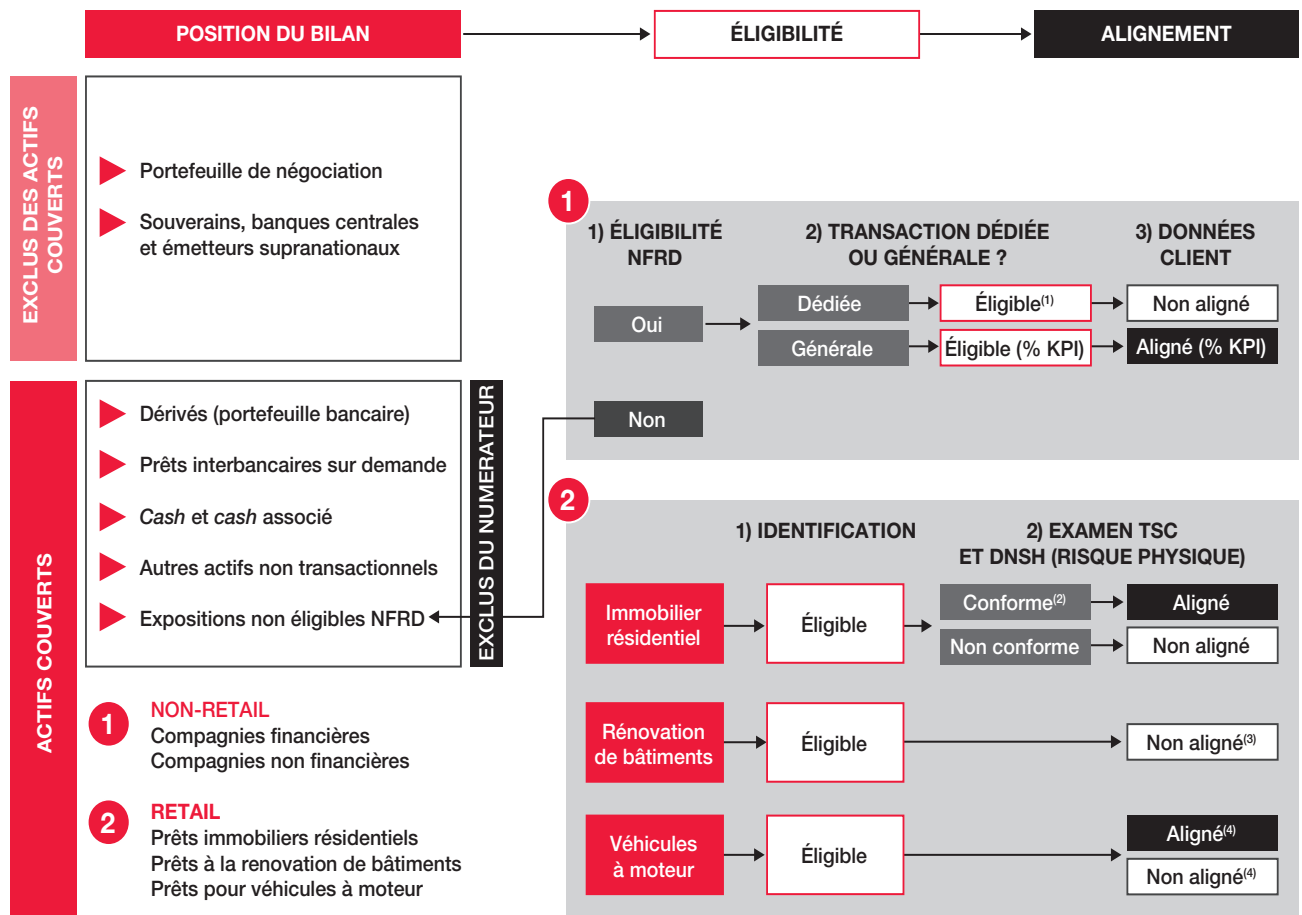 POSITION DU BILAN
ÉLIGIBILITÉ
ALIGNEMENT
EXCLUS DES ACTIFS
COUVERTS
Portefeuille de négociation
Souverains, banques centrales
et émetteurs supranationaux
ACTIFS COUVERTS
Dérivés (portefeuille bancaire)
Prêts interbancaires sur demande
Cash et cash associé
Autres actifs non transactionnels
Expositions non éligibles NFRD
EXCLUS DU NUMERATEUR
1
NON-RETAIL
Compagnies financières
Compagnies non financières
2
RETAIL
Prêts immobiliers résidentiels
Prêts à la renovation de bâtiments
Prêts pour véhicules à moteur
1
1) ÉLIGIBILITÉ
NFRD
2) TRANSACTION DÉDIÉE
OU GÉNÉRALE ?
3) DONNÉES
CLIENT
Oui
Dédiée
Éligible(1)
Non aligné
Générale
Éligible (% KPI)
Aligné (% KPI)
Non
2
1) IDENTIFICATION
2) EXAMEN TSC
ET DNSH (RISQUE PHYSIQUE)
Immobilier
résidentiel
Éligible
Conforme(2)
Aligné
Non conforme
Non aligné
Rénovation
de bâtiments
Éligible
Non aligné(3)
Véhicules
à moteur
Éligible
Aligné(4)
Non aligné(4)